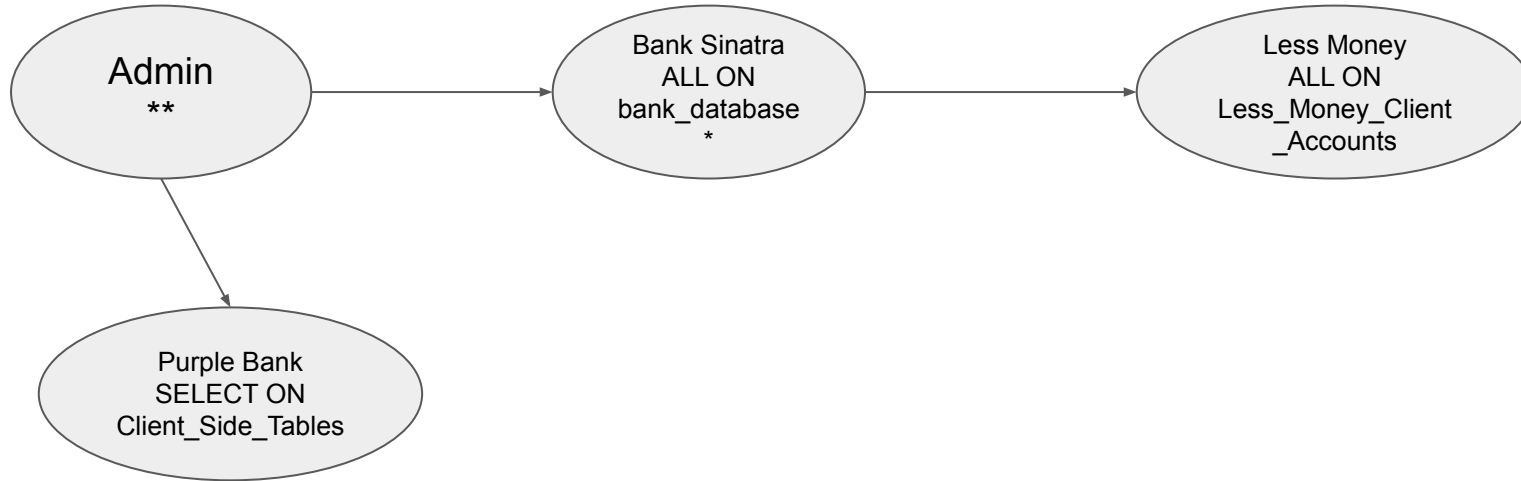 Admin
**
Bank Sinatra
ALL ON
bank_database
*
Less Money
ALL ON
Less_Money_Client
_Accounts
Purple Bank
SELECT ON
Client_Side_Tables